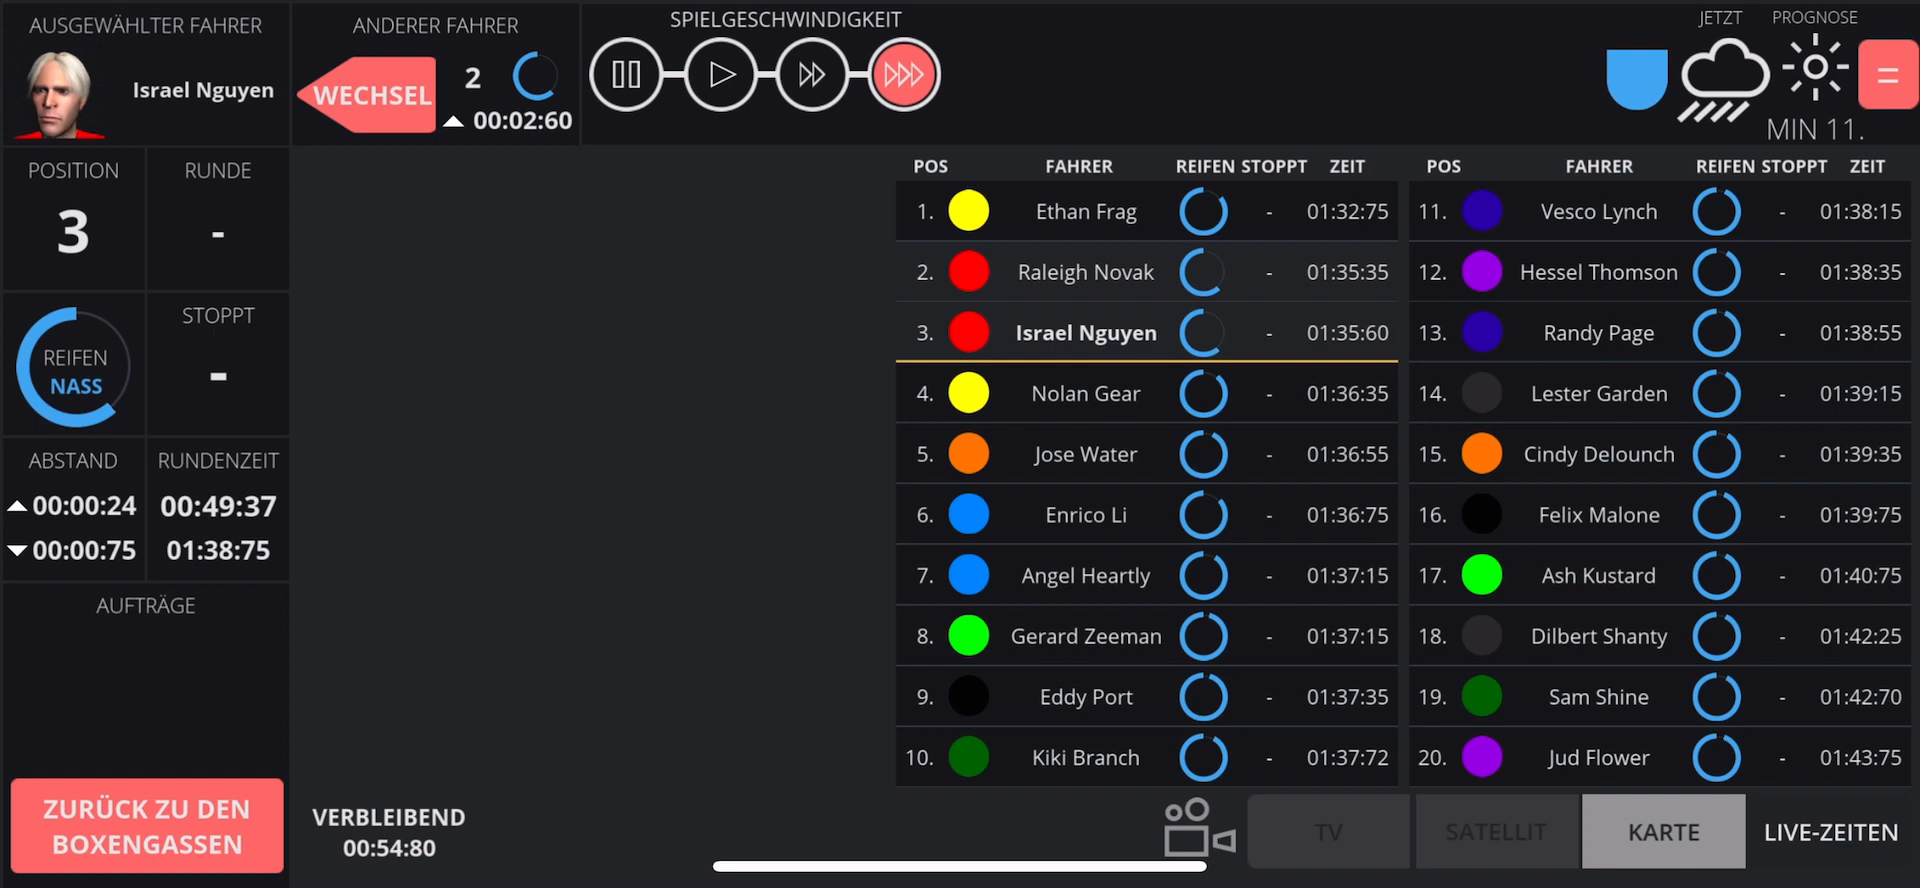 AUSGEWÄHLTER FAHRER
Israel Nguyen
ANDERER FAHRER
WECHSEL
2
00:02:60
SPIELGESCHWINDIGKEIT
JETZT
PROGNOSE
MIN 11.
POSITION
3
RUNDE
-
REIFEN
NASS
STOPPT
-
ABSTAND
00:00:24
00:00:75
RUNDENZEIT
00:49:37
01:38:75
AUFTRÄGE
ZURÜCK ZU DEN
BOXENGASSEN
POS FAHRER REIFEN STOPPT ZEIT
1. Ethan Frag - 01:32:75
2. Raleigh Novak - 01:35:35
3. Israel Nguyen - 01:35:60
4. Nolan Gear - 01:36:35
5. Jose Water - 01:36:55
6. Enrico Li - 01:36:75
7. Angel Heartly - 01:37:15
8. Gerard Zeeman - 01:37:15
9. Eddy Port - 01:37:35
10. Kiki Branch - 01:37:72
POS FAHRER REIFEN STOPPT ZEIT
11. Vesco Lynch - 01:38:15
12. Hessel Thomson - 01:38:35
13. Randy Page - 01:38:55
14. Lester Garden - 01:39:15
15. Cindy Delounch - 01:39:35
16. Felix Malone - 01:39:75
17. Ash Kustard - 01:40:75
18. Dilbert Shanty - 01:42:25
19. Sam Shine - 01:42:70
20. Jud Flower - 01:43:75
VERBLEIBEND
00:54:80
TV
SATELLIT
KARTE
LIVE-ZEITEN